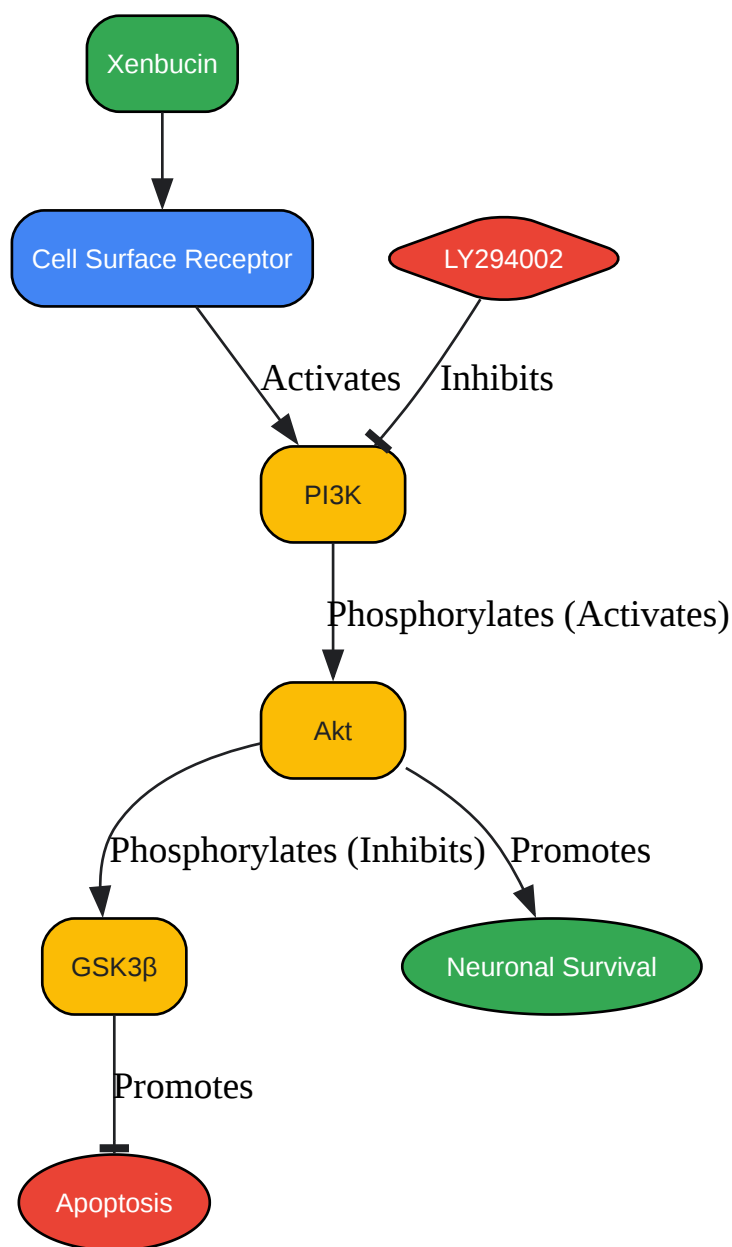 Xenbucin
Cell Surface Receptor
LY294002
Activates
Inhibits
PI3K
Phosphorylates (Activates)
Akt
Phosphorylates (Inhibits)
Promotes
GSK3β
Neuronal Survival
Promotes
Apoptosis